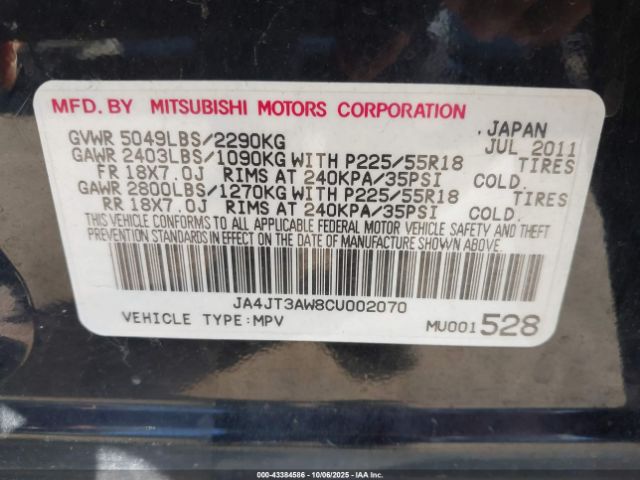 MFD. BY MITSUBISHI MOTORS CORPORATION
. JAPAN
GVWR 5049LBS/2290KG JUL 2011
GAWR 2403LBS/1090KG WITH P225/55R18 TIRES
FR 18X7.0J RIMS AT 240KPA/35PSI COLD.
GAWR 2800LBS/1270KG WITH P225/55R18 TIRES
RR 18X7.0J RIMS AT 240KPA/35PSI COLD.
THIS VEHICLE CONFORMS TO ALL APPLICABLE FEDERAL MOTOR VEHICLE SAFETY AND THEFT
PREVENTION STANDARDS IN EFFECT ON THE DATE OF MANUFACTURE SHOWN ABOVE.
JA4JT3AW8CU002070
VEHICLE TYPE:MPV MU001 528
000-43384586 | 10/06/2025 | IAAI.COM